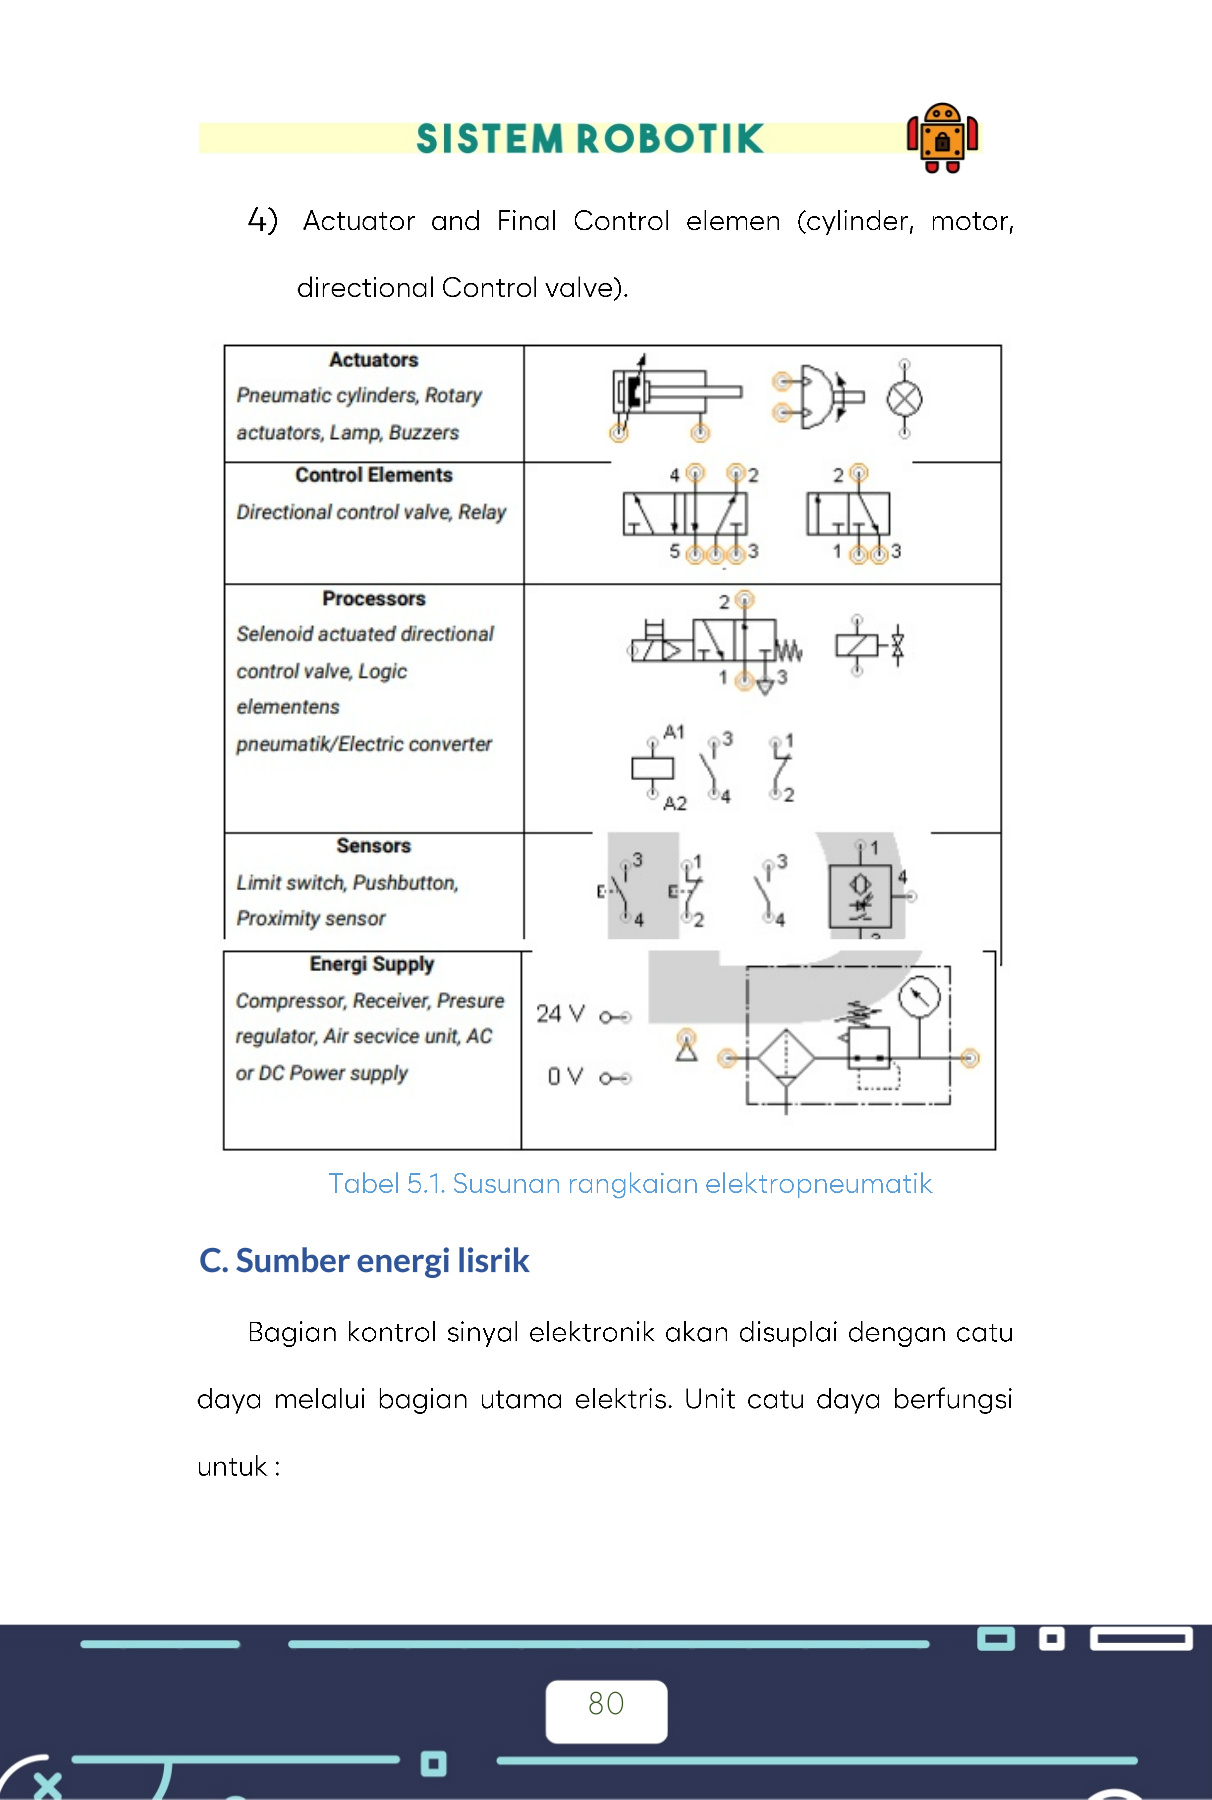 SISTEM ROBOTIK
4) Actuator and Final Control elemen (cylinder, motor,
directional Control valve).
Actuators
Pneumatic cylinders, Rotary
actuators, Lamp, Buzzers
Control Elements
Directional control valve, Relay
4 2
5 3
2
1 3
Processors
Selenoid actuated directional
control valve, Logic
elementens
pneumatik/Electric converter
2
1 3
A1 3 1
A2 4 2
Sensors
Limit switch, Pushbutton,
Proximity sensor
3 1 3 1
4
4 2 4
Energi Supply
Compressor, Receiver, Presure
regulator, Air secvice unit, AC
or DC Power supply
24 V
0 V
Tabel 5.1. Susunan rangkaian elektropneumatik
C. Sumber energi lisrik
Bagian kontrol sinyal elektronik akan disuplai dengan catu
daya melalui bagian utama elektris. Unit catu daya berfungsi
untuk :
80